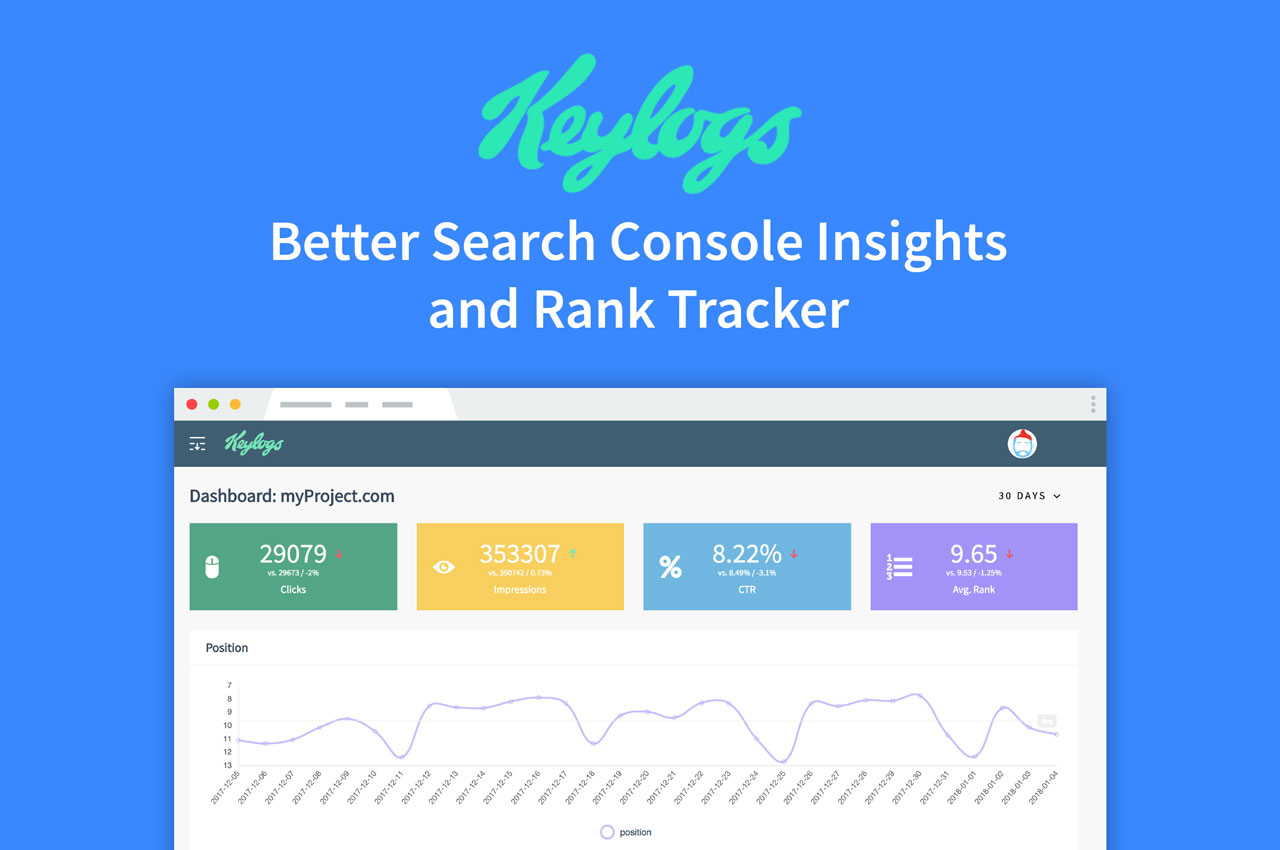 Keylogs
Better Search Console Insights
and Rank Tracker
Keylogs
Dashboard: myProject.com
30 DAYS
29079
vs. 29673 / -2%
Clicks
353307
vs. 350742 / 0.73%
Impressions
%
8.22%
vs. 8.49% / -3.1%
CTR
1
2
3
9.65
vs. 9.53 / -1.25%
Avg. Rank
Position
7
8
9
10
11
12
13
Avg
2017-12-05
2017-12-06
2017-12-07
2017-12-08
2017-12-09
2017-12-10
2017-12-11
2017-12-12
2017-12-13
2017-12-14
2017-12-15
2017-12-16
2017-12-17
2017-12-18
2017-12-19
2017-12-20
2017-12-21
2017-12-22
2017-12-23
2017-12-24
2017-12-25
2017-12-26
2017-12-27
2017-12-28
2017-12-29
2017-12-30
2017-12-31
2018-01-01
2018-01-02
2018-01-03
2018-01-04
position